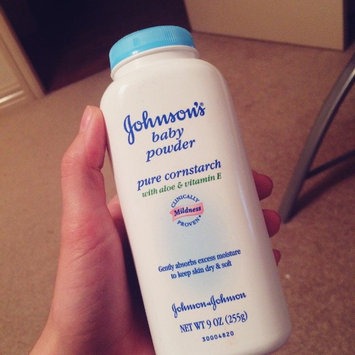 Johnson's
baby
powder
pure cornstarch
with aloe & vitamin E
CLINICALLY
Mildness
PROVEN
Gently absorbs excess moisture
to keep skin dry & soft
Johnson & Johnson
NET WT 9 OZ (255g)
30004820